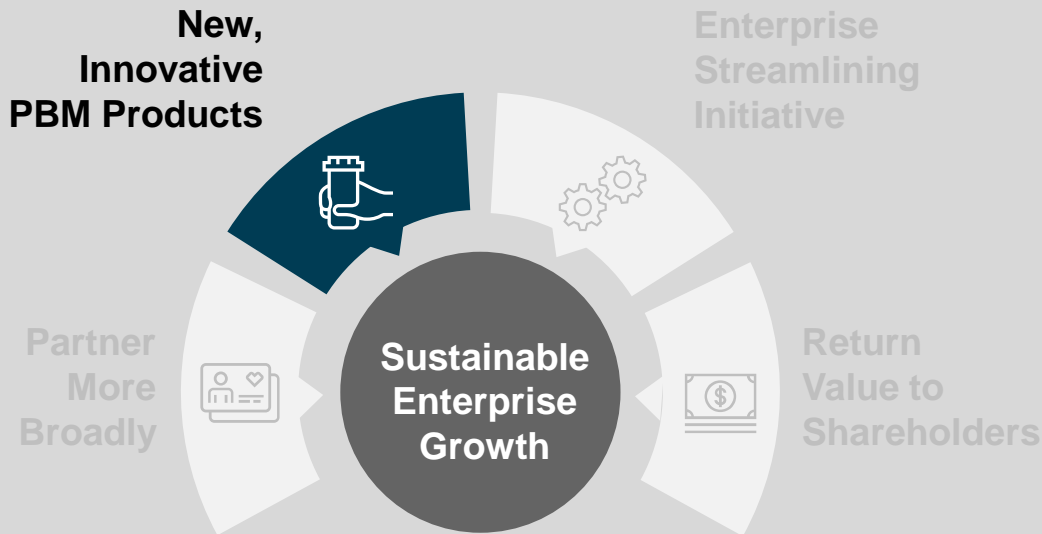 New,
Innovative
PBM Products
Enterprise
Streamlining
Initiative
Partner
More
Broadly
Sustainable
Enterprise
Growth
$
Return
Value to
Shareholders